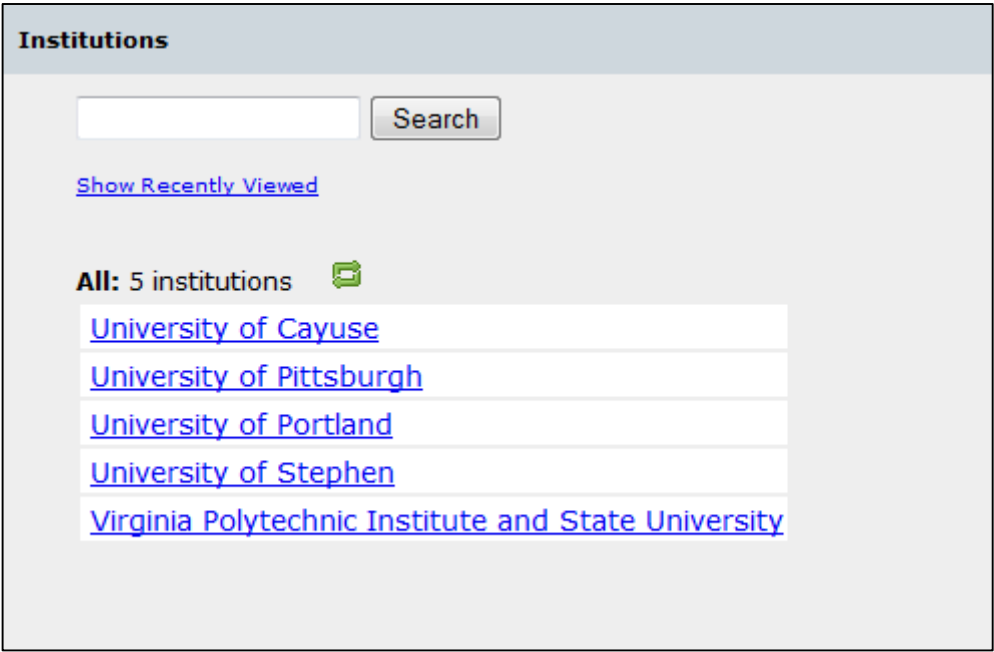 Institutions
Search
Show Recently Viewed
All: 5 institutions
University of Cayuse
University of Pittsburgh
University of Portland
University of Stephen
Virginia Polytechnic Institute and State University